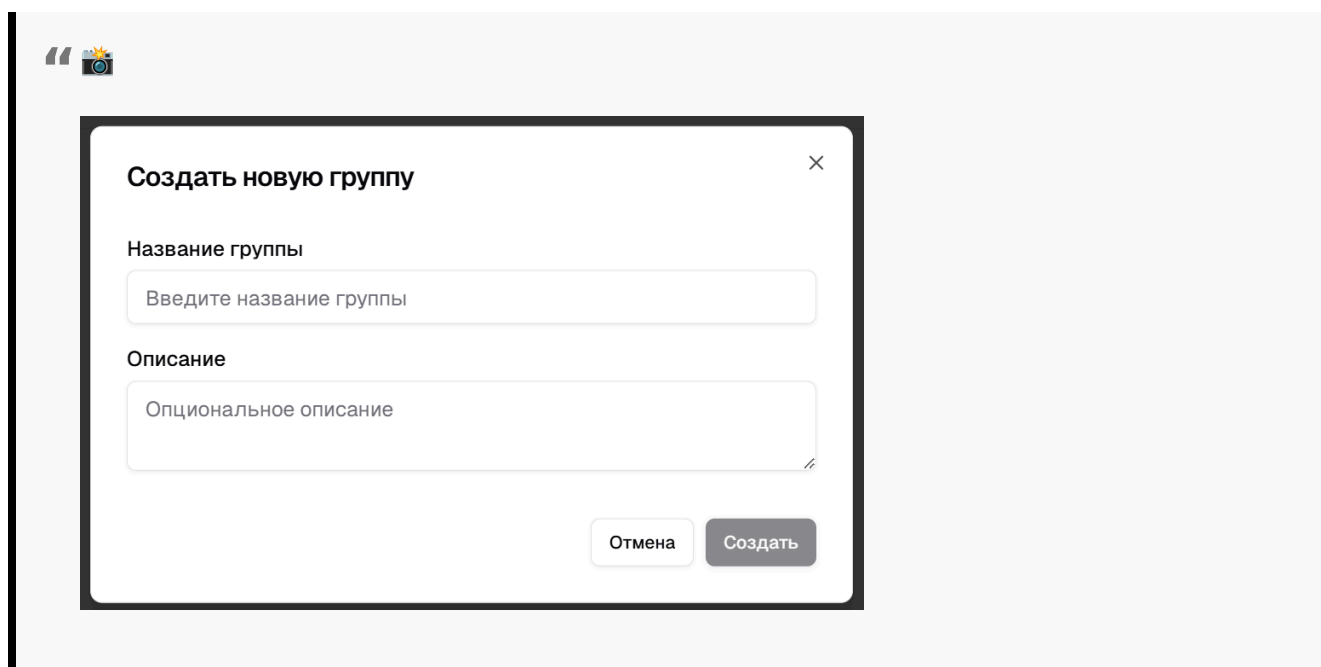 “ 📸
Создать новую группу
Название группы
Введите название группы
Описание
Опциональное описание
Отмена Создать